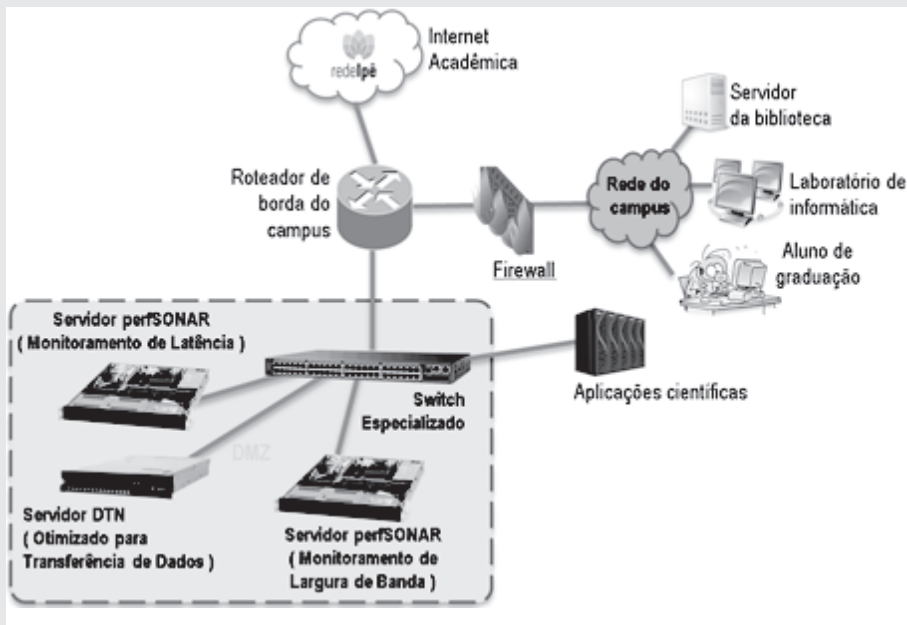 Internet
Acadêmica
redeIpê
Servidor
da biblioteca
Roteador de
borda do
campus
Rede do
campus
Laboratório de
informática
Firewall
Aluno de
graduação
Servidor perfSONAR
( Monitoramento de Latência )
Switch
Especializado
Aplicações científicas
DMZ
Servidor DTN
( Otimizado para
Transferência de Dados )
Servidor perfSONAR
( Monitoramento de
Largura de Banda )